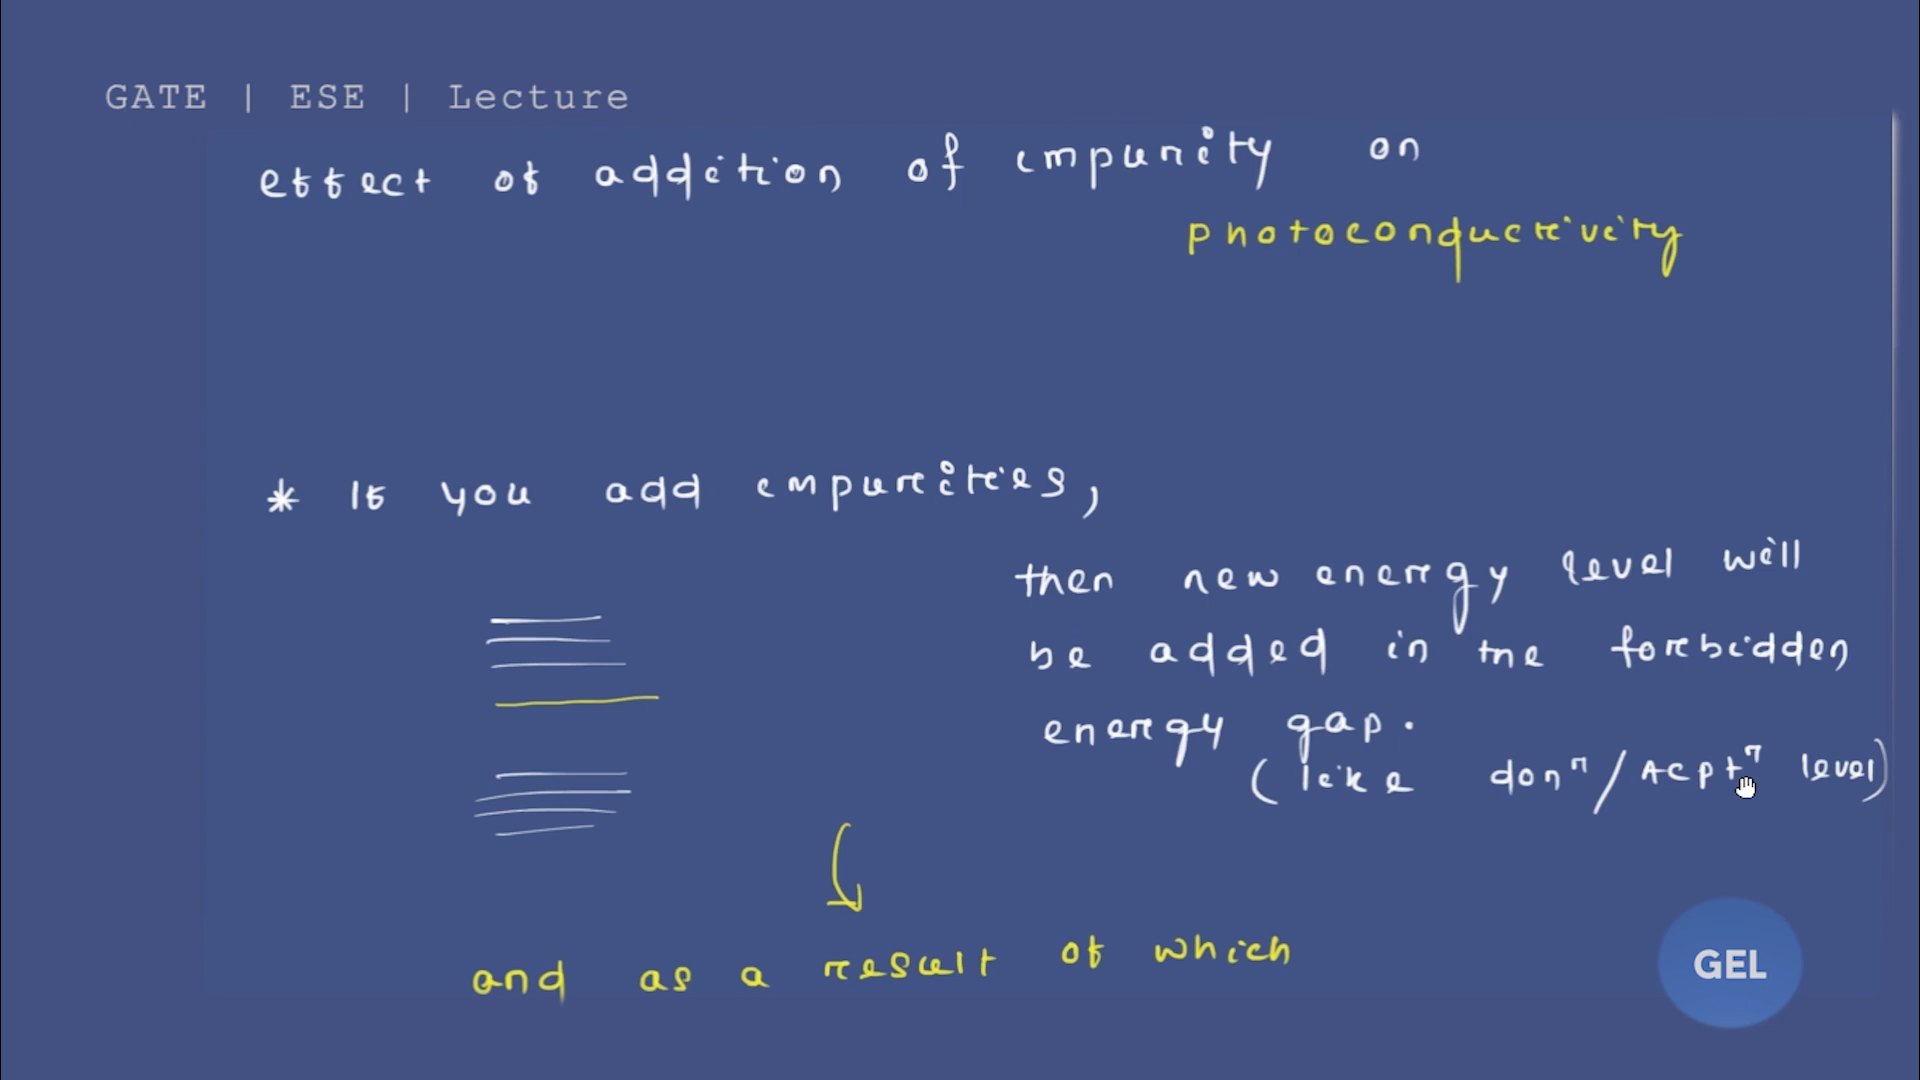 GATE | ESE | Lecture
effect of addition of impurity on
photoconductivity
* If you add impurities,
then new energy level will
be added in the forbidden
energy gap.
(like donr/Acptr level)
and as a result of which
GEL